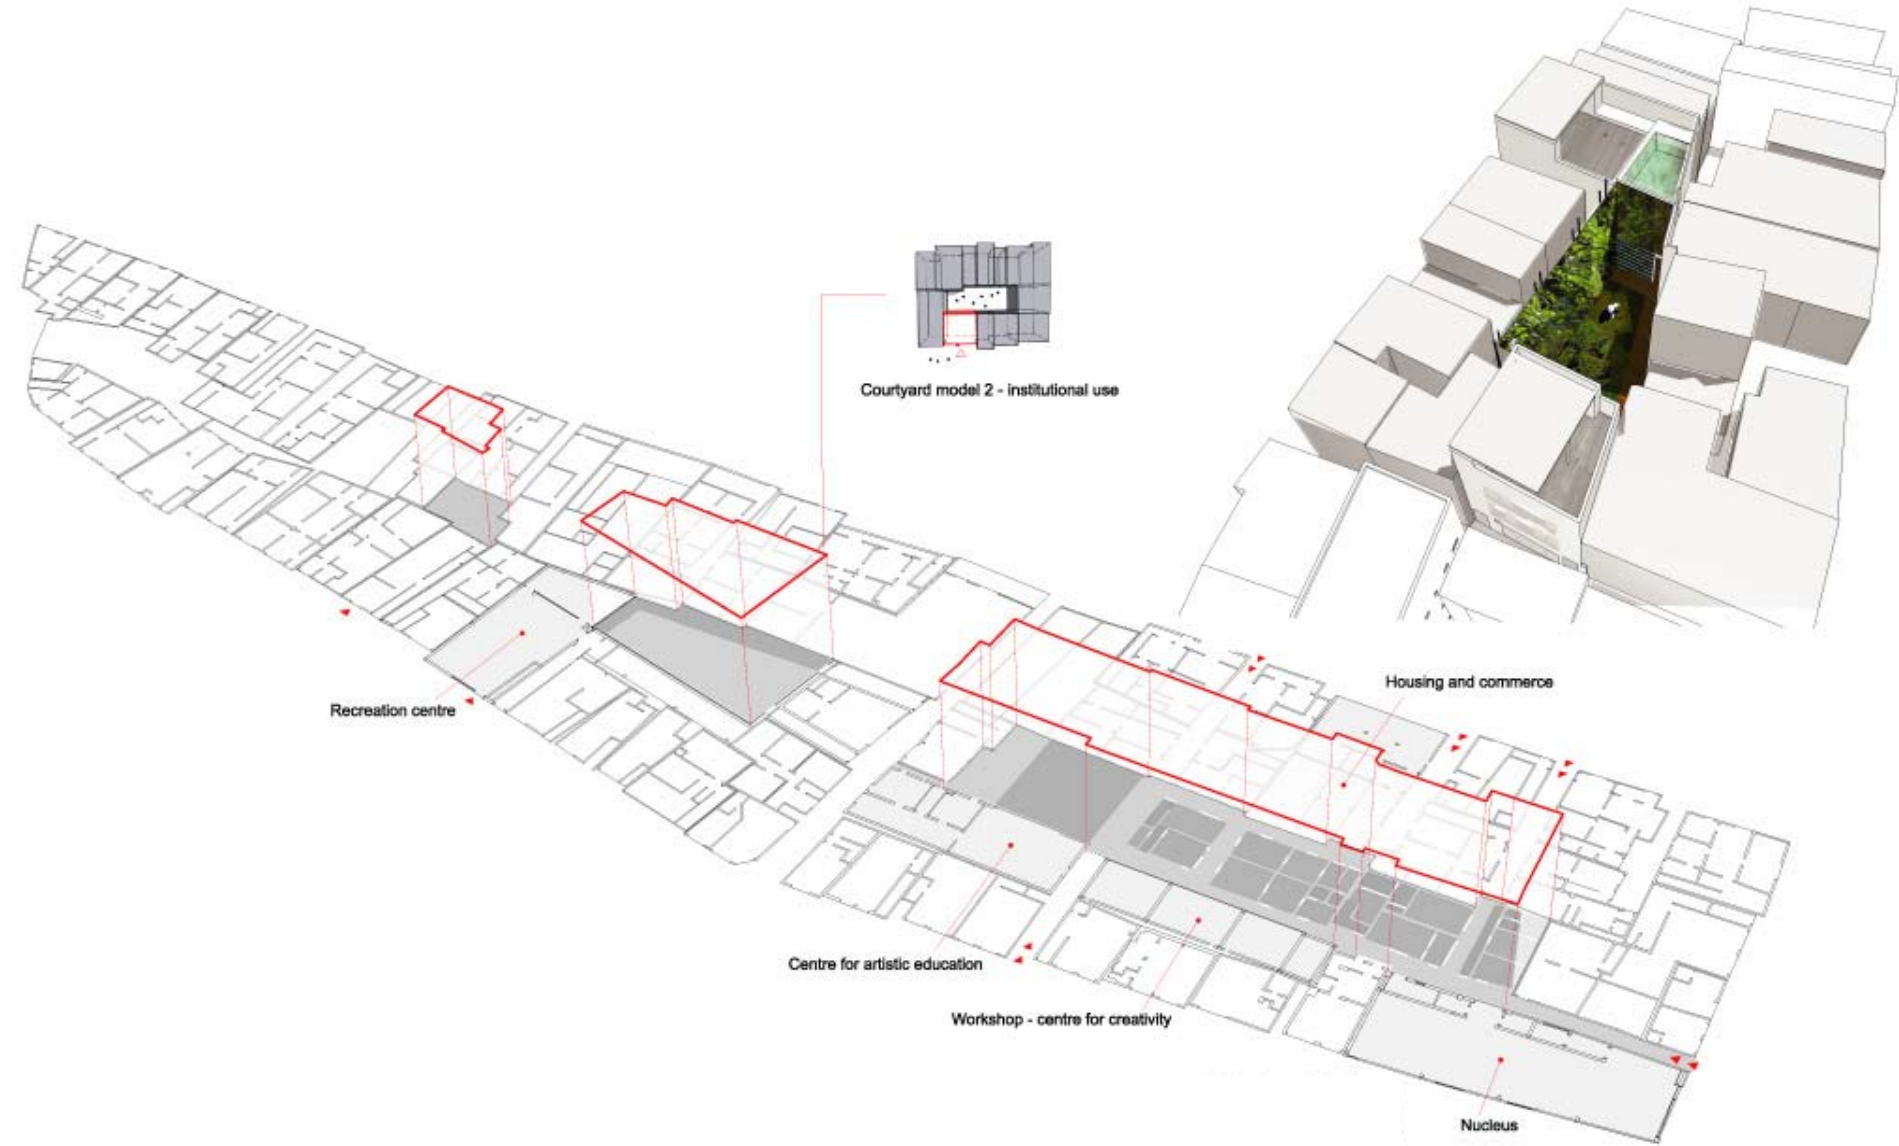 Courtyard model 2 - institutional use
Housing and commerce
Recreation centre
Centre for artistic education
Workshop - centre for creativity
Nucleus